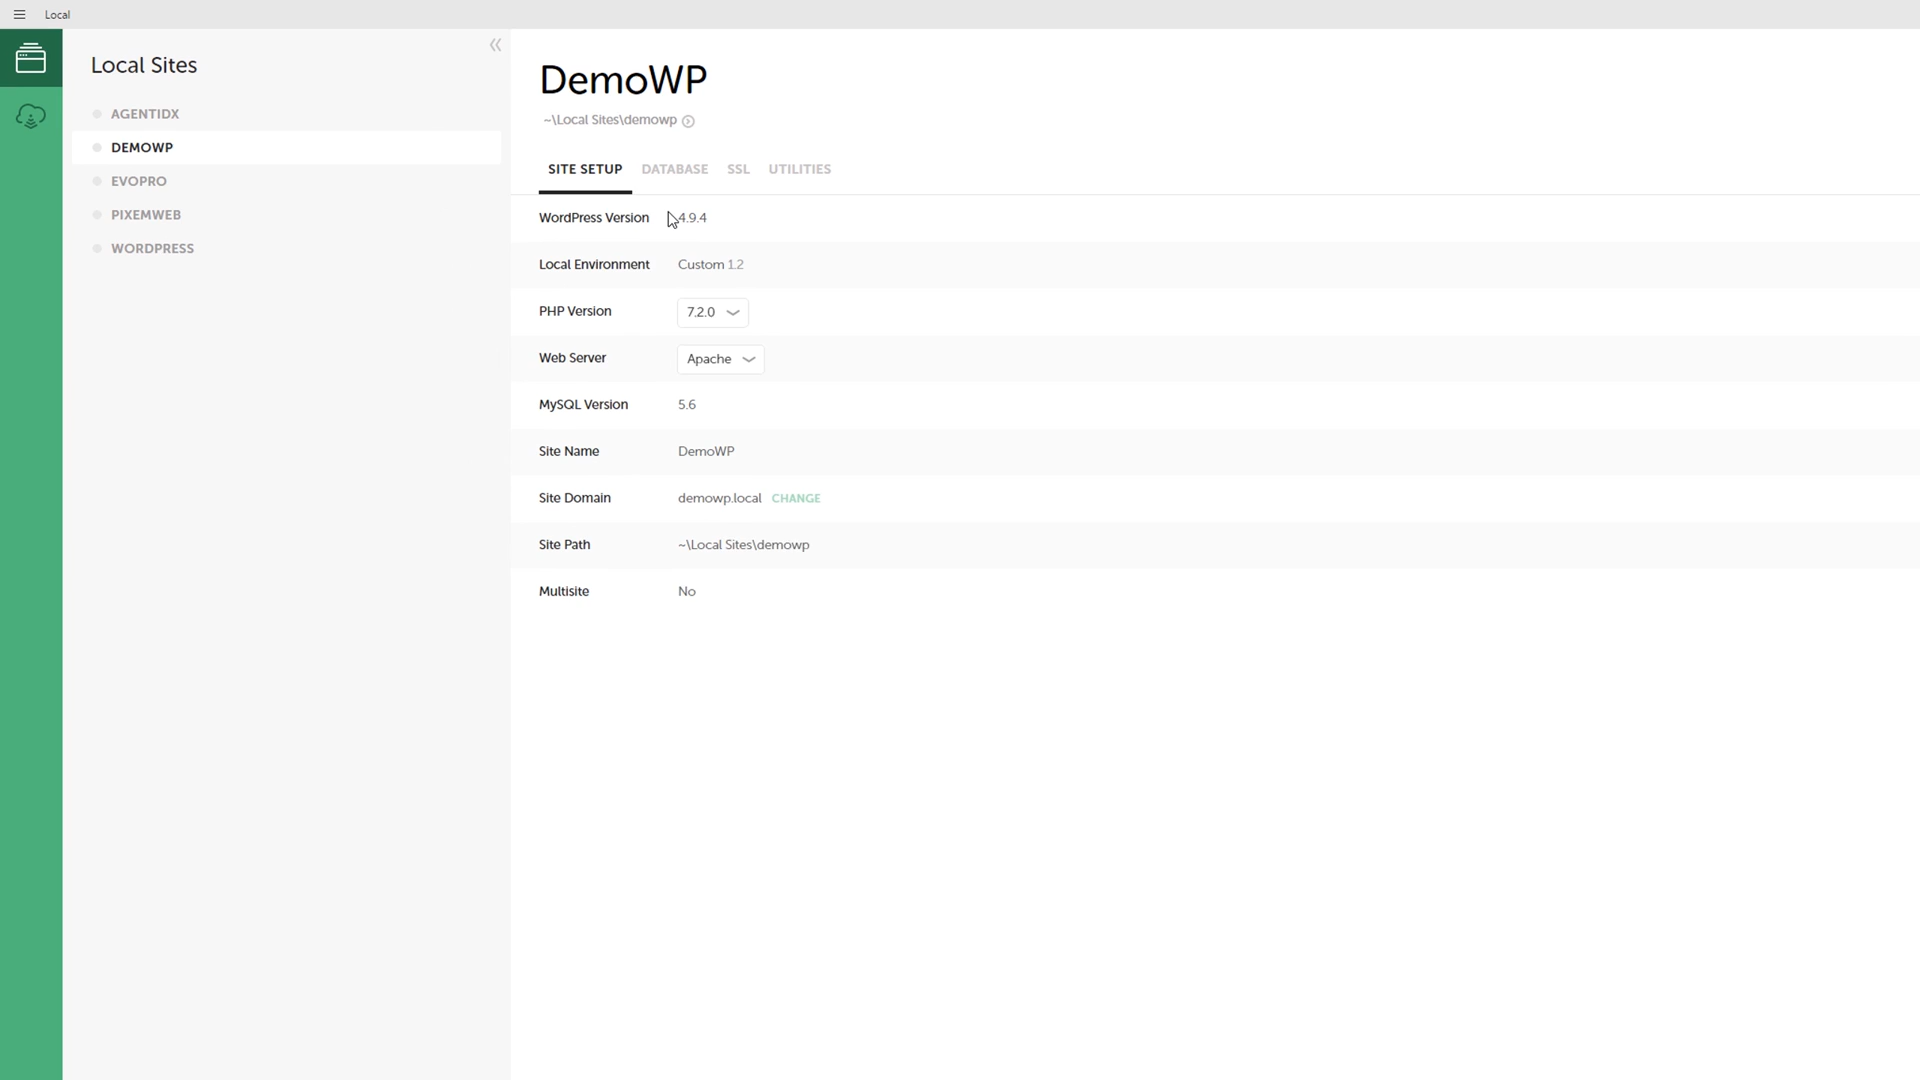 Local
Local Sites
AGENTIDX
DEMOWP
EVOPRO
PIXEMWEB
WORDPRESS
DemoWP
~\Local Sites\demowp
SITE SETUP DATABASE SSL UTILITIES
WordPress Version 4.9.4
Local Environment Custom 1.2
PHP Version 7.2.0
Web Server Apache
MySQL Version 5.6
Site Name DemoWP
Site Domain demowp.local CHANGE
Site Path ~\Local Sites\demowp
Multisite No